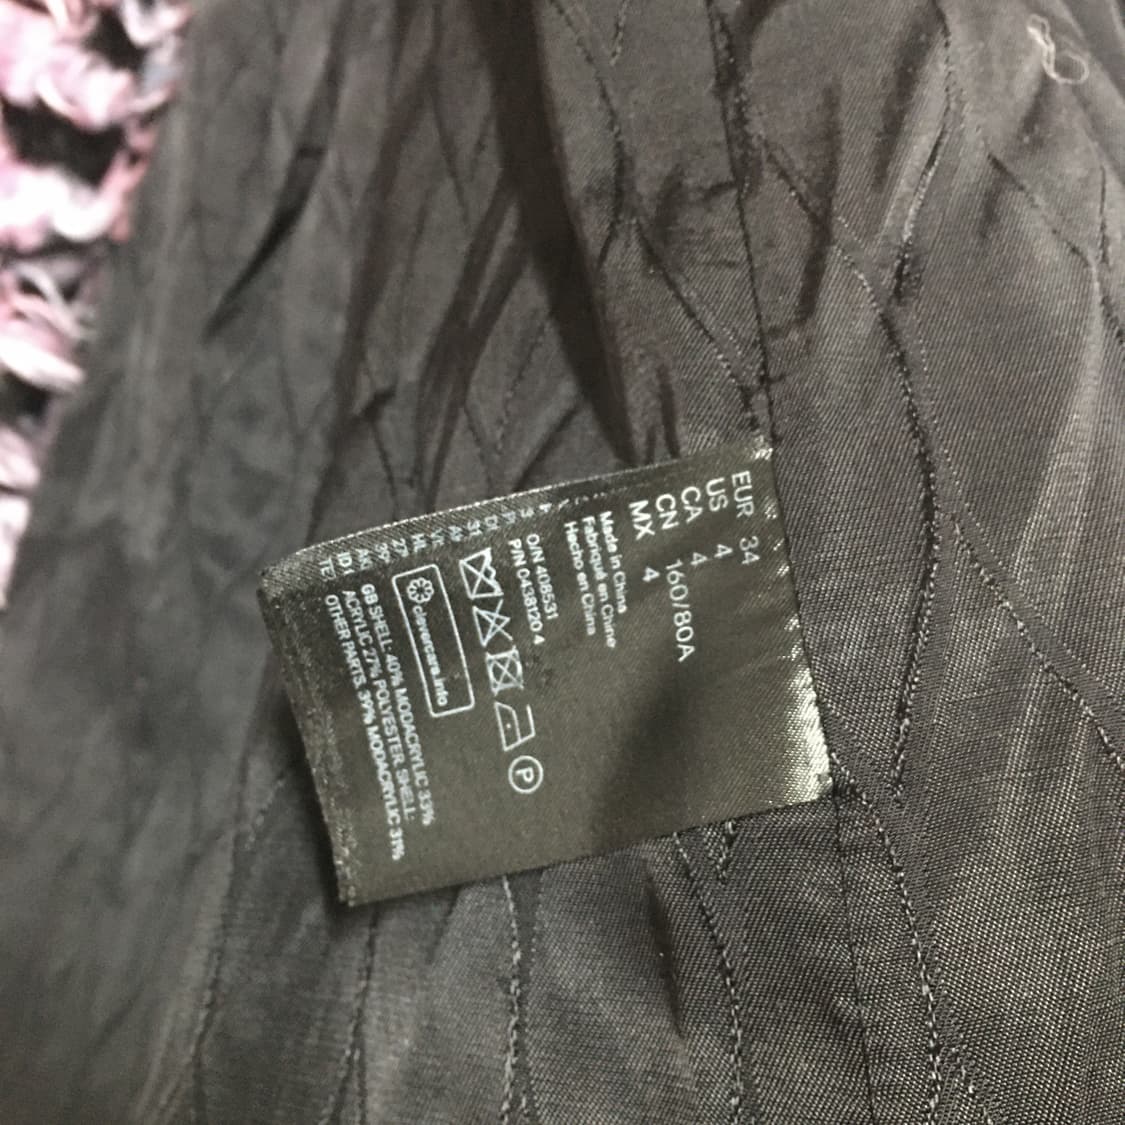 EUR 34
US 4
CA 4
CN 160/80A
MX 4
Made in China
Fabriqué en Chine
Hecho en China
O/N 408531
P/N 0438120 4
P
clevercare.info
GB SHELL: 40% MODACRYLIC 33%
ACRYLIC 27% POLYESTER. SHELL:
OTHER PARTS. 39% MODACRYLIC 31%